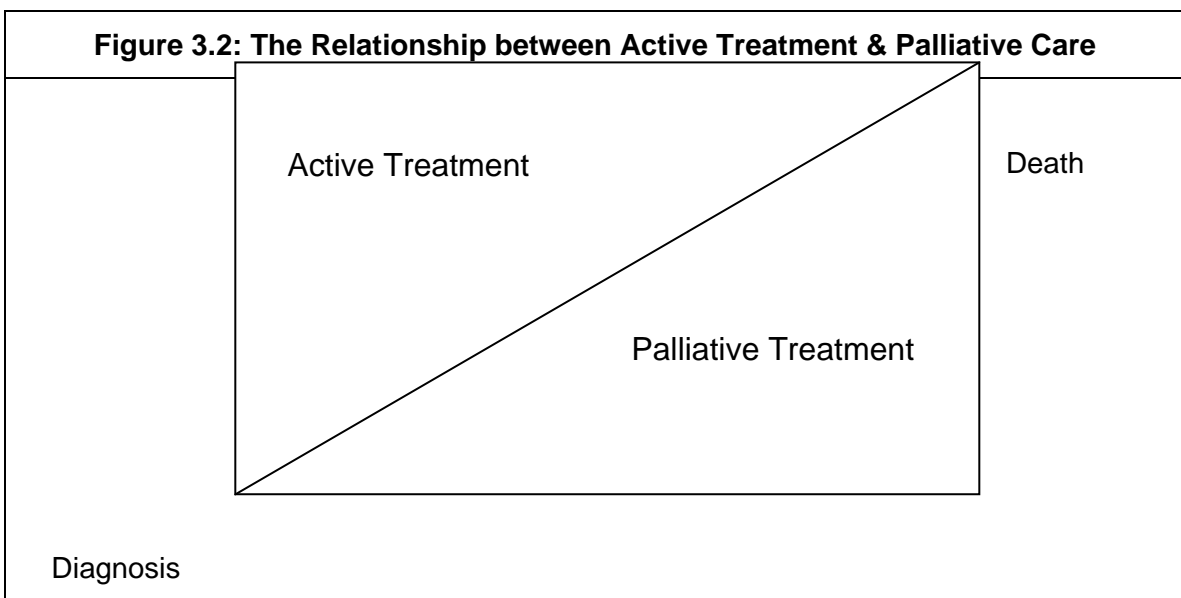 Figure 3.2: The Relationship between Active Treatment & Palliative Care
Active Treatment
Death
Palliative Treatment
Diagnosis